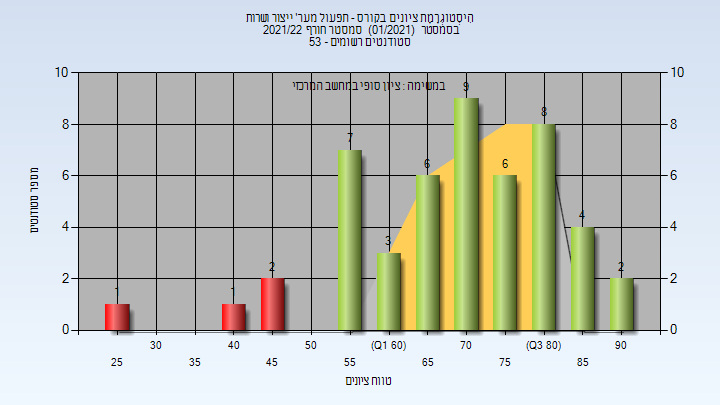 היסטוגרמת ציונים בקורס - תפעול מער' ייצור ושרות
בסמסטר (01/2021) סמסטר חורף 2021/22
סטודנטים רשומים - 53
במשימה : ציון סופי במחשב המרכזי
מספר סטודנטים
10 10
8 8
6 6
4 4
2 2
0 0
1 1 2 7 3 6 9 6 8 4 2
30 40 50 (Q1 60) 70 (Q3 80) 90
25 35 45 55 65 75 85
טווח ציונים